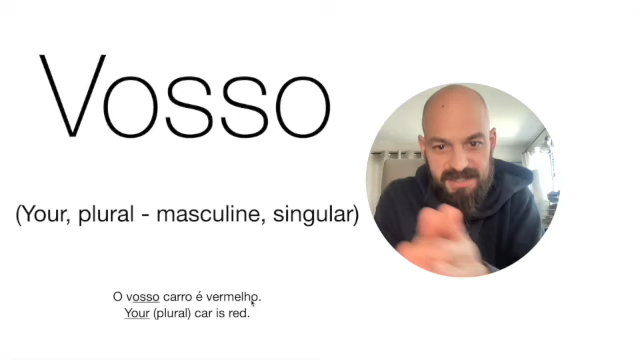 Vosso
(Your, plural - masculine, singular)
O vosso carro é vermelho.
Your (plural) car is red.